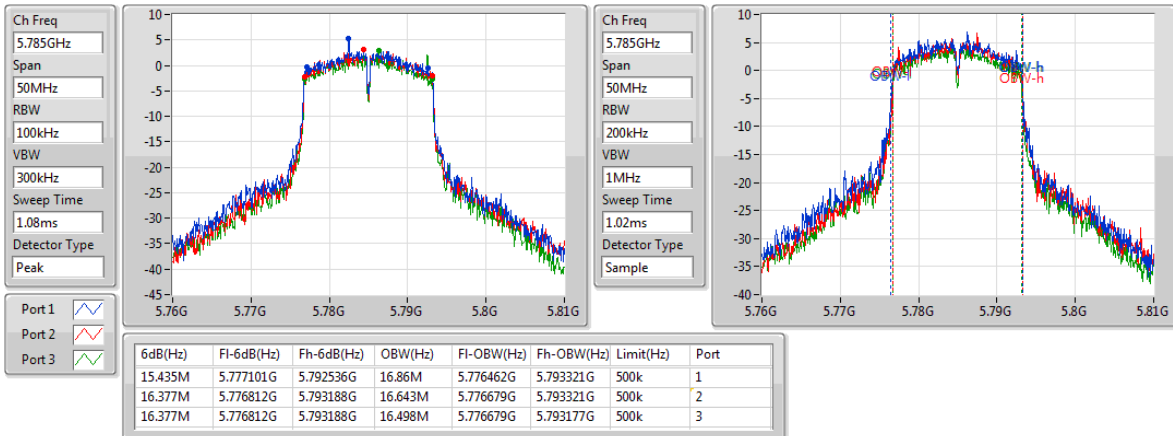 Ch Freq
5.785GHz
Span
50MHz
RBW
100kHz
VBW
300kHz
Sweep Time
1.08ms
Detector Type
Peak
Port 1
Port 2
Port 3
10
5
0
-5
-10
-15
-20
-25
-30
-35
-40
-45
5.76G 5.77G 5.78G 5.79G 5.8G 5.81G
Ch Freq
5.785GHz
Span
50MHz
RBW
200kHz
VBW
1MHz
Sweep Time
1.02ms
Detector Type
Sample
10
5
0
-5
-10
-15
-20
-25
-30
-35
-40
OBW-l OBW-h
OBW-h
5.76G 5.77G 5.78G 5.79G 5.8G 5.81G
6dB(Hz) Fl-6dB(Hz) Fh-6dB(Hz) OBW(Hz) Fl-OBW(Hz) Fh-OBW(Hz) Limit(Hz) Port
15.435M 5.777101G 5.792536G 16.86M 5.776462G 5.793321G 500k 1
16.377M 5.776812G 5.793188G 16.643M 5.776679G 5.793321G 500k 2
16.377M 5.776812G 5.793188G 16.498M 5.776679G 5.793177G 500k 3